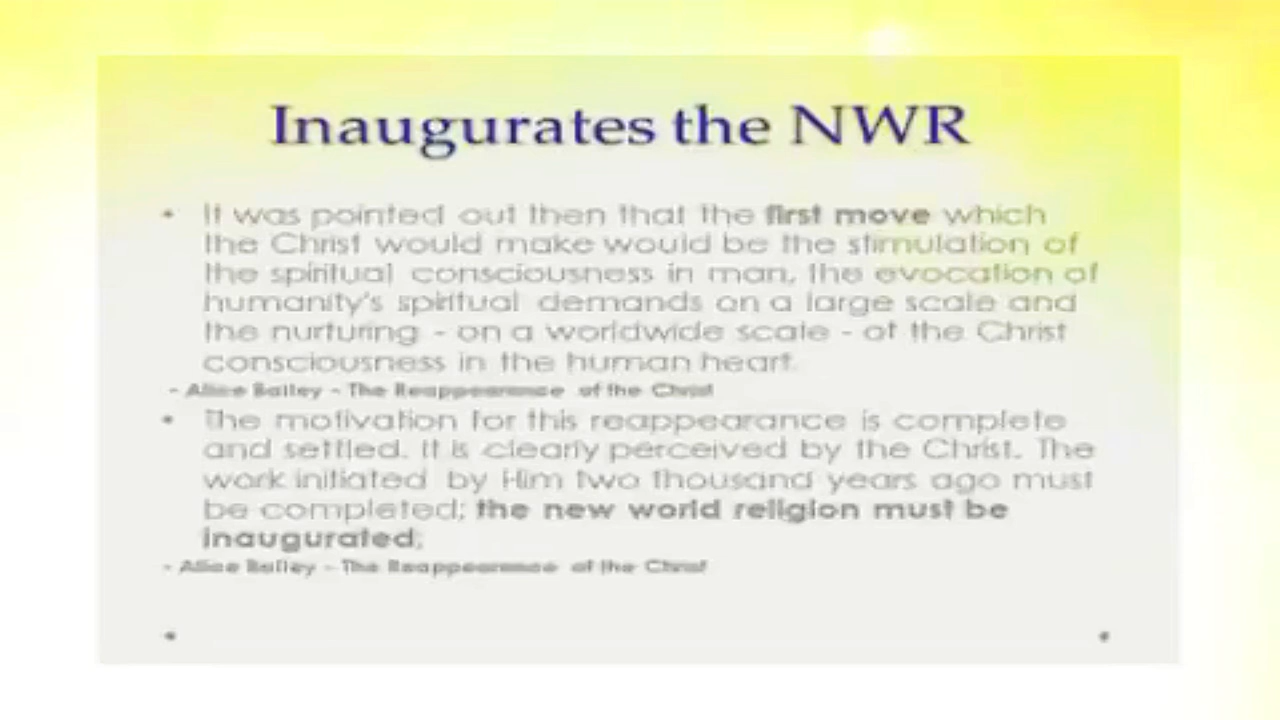 Inaugurates the NWR
• It was pointed out then that the first move which
the Christ would make would be the stimulation of
the spiritual consciousness in man, the evocation of
humanity's spiritual demands on a large scale and
the nurturing - on a worldwide scale - of the Christ
consciousness in the human heart.
- Alice Bailey - The Reappearance of the Christ
• The motivation for this reappearance is complete
and settled. It is clearly perceived by the Christ. The
work initiated by Him two thousand years ago must
be completed; the new world religion must be
inaugurated;
- Alice Bailey - The Reappearance of the Christ